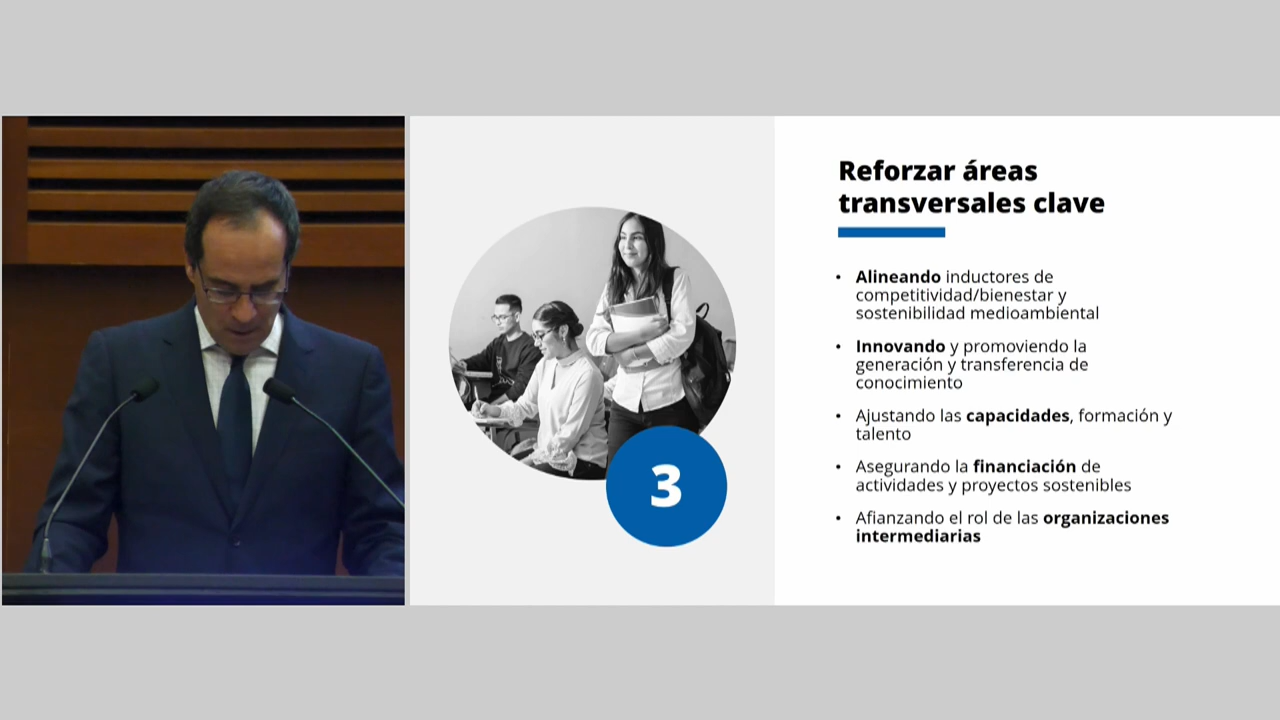 Reforzar áreas
transversales clave
• Alineando inductores de
competitividad/bienestar y
sostenibilidad medioambiental
• Innovando y promoviendo la
generación y transferencia de
conocimiento
• Ajustando las capacidades, formación y
talento
• Asegurando la financiación de
actividades y proyectos sostenibles
• Afianzando el rol de las organizaciones
intermediarias
3